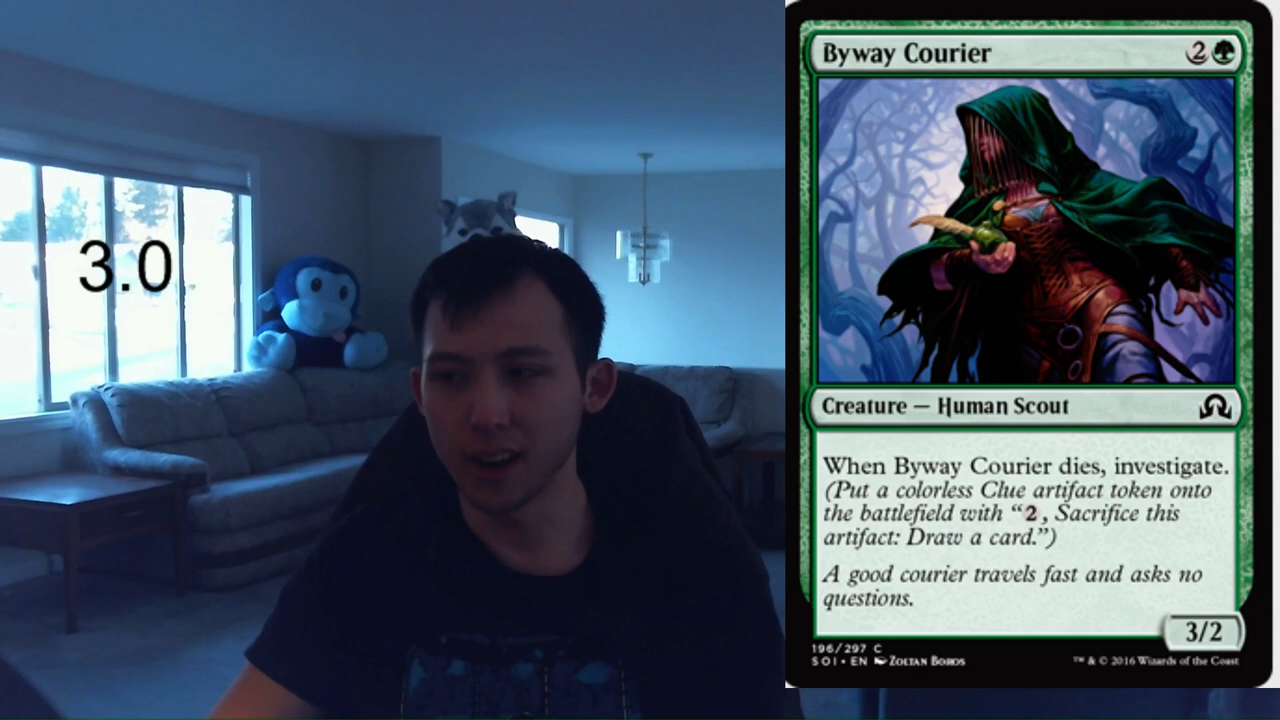 3.0
Byway Courier 2
Creature — Human Scout
When Byway Courier dies, investigate.
(Put a colorless Clue artifact token onto
the battlefield with “2, Sacrifice this
artifact: Draw a card.”)
A good courier travels fast and asks no
questions.
3/2
196/297 C
SOI • EN Zoltan Boros
™ & © 2016 Wizards of the Coast